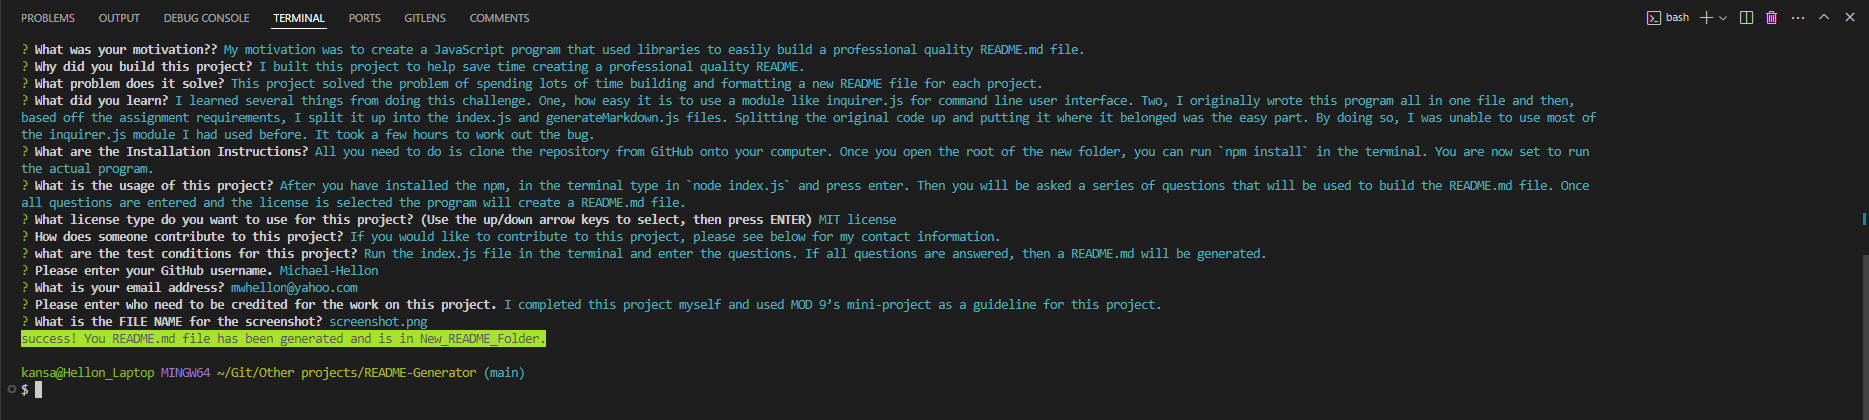 PROBLEMS OUTPUT DEBUG CONSOLE TERMINAL PORTS GITLENS COMMENTS bash
? What was your motivation?? My motivation was to create a JavaScript program that used libraries to easily build a professional quality README.md file.
? Why did you build this project? I built this project to help save time creating a professional quality README.
? What problem does it solve? This project solved the problem of spending lots of time building and formatting a new README file for each project.
? What did you learn? I learned several things from doing this challenge. One, how easy it is to use a module like inquirer.js for command line user interface. Two, I originally wrote this program all in one file and then,
based off the assignment requirements, I split it up into the index.js and generateMarkdown.js files. Splitting the original code up and putting it where it belonged was the easy part. By doing so, I was unable to use most of
the inquirer.js module I had used before. It took a few hours to work out the bug.
? What are the Installation Instructions? All you need to do is clone the repository from GitHub onto your computer. Once you open the root of the new folder, you can run `npm install` in the terminal. You are now set to run
the actual program.
? What is the usage of this project? After you have installed the npm, in the terminal type in `node index.js` and press enter. Then you will be asked a series of questions that will be used to build the README.md file. Once
all questions are entered and the license is selected the program will create a README.md file.
? What license type do you want to use for this project? (Use the up/down arrow keys to select, then press ENTER) MIT license
? How does someone contribute to this project? If you would like to contribute to this project, please see below for my contact information.
? what are the test conditions for this project? Run the index.js file in the terminal and enter the questions. If all questions are answered, then a README.md will be generated.
? Please enter your GitHub username. Michael-Hellon
? What is your email address? mwhellon@yahoo.com
? Please enter who need to be credited for the work on this project. I completed this project myself and used MOD 9’s mini-project as a guideline for this project.
? What is the FILE NAME for the screenshot? screenshot.png
success! You README.md file has been generated and is in New_README_Folder.
kansa@Hellon_Laptop MINGW64 ~/Git/Other projects/README-Generator (main)
$